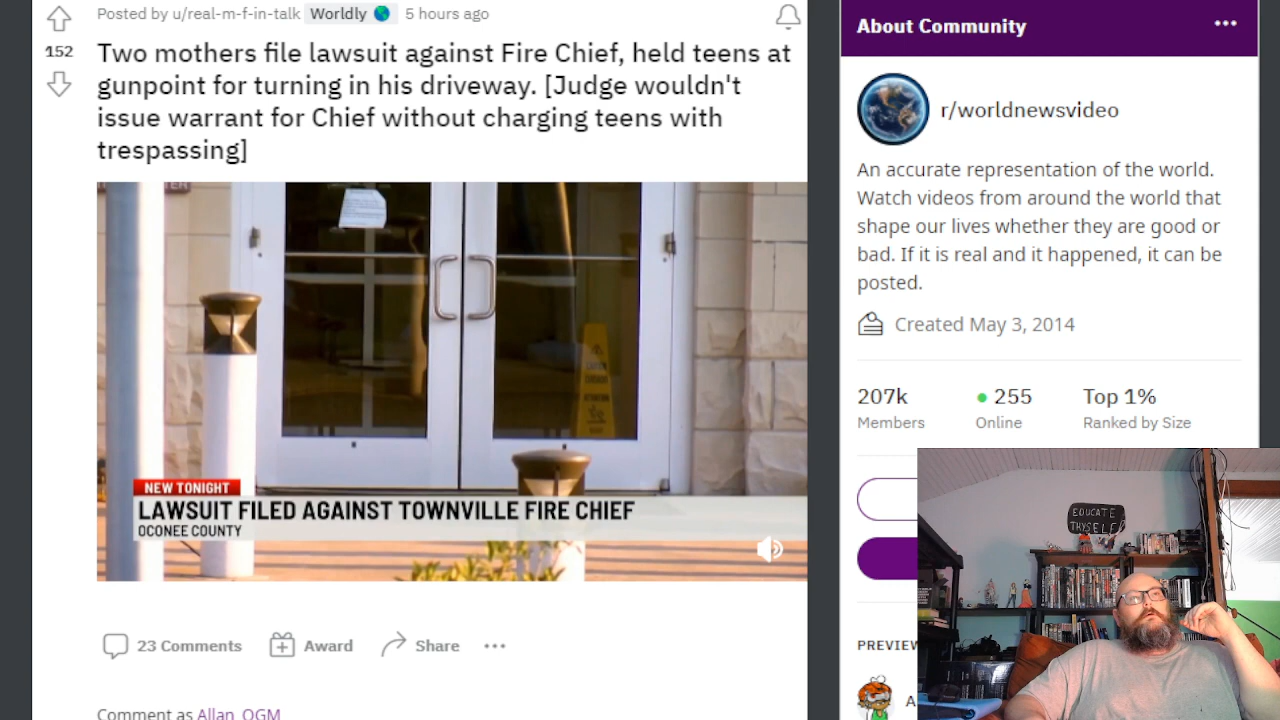 Posted by u/real-m-f-in-talk Worldly 5 hours ago
152
Two mothers file lawsuit against Fire Chief, held teens at
gunpoint for turning in his driveway. [Judge wouldn't
issue warrant for Chief without charging teens with
trespassing]
NEW TONIGHT
LAWSUIT FILED AGAINST TOWNVILLE FIRE CHIEF
OCONEE COUNTY
23 Comments Award Share
Comment as Allan_OGM
About Community
r/worldnewsvideo
An accurate representation of the world.
Watch videos from around the world that
shape our lives whether they are good or
bad. If it is real and it happened, it can be
posted.
Created May 3, 2014
207k 255 Top 1%
Members Online Ranked by Size
EDUCATE
THYSELF